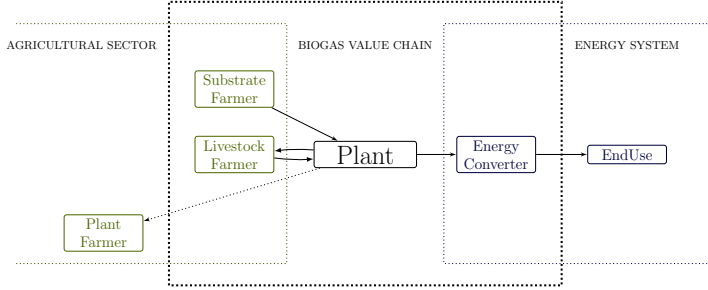 AGRICULTURAL SECTOR
BIOGAS VALUE CHAIN
ENERGY SYSTEM
Substrate
Farmer
Livestock
Farmer
Plant
Energy
Converter
EndUse
Plant
Farmer